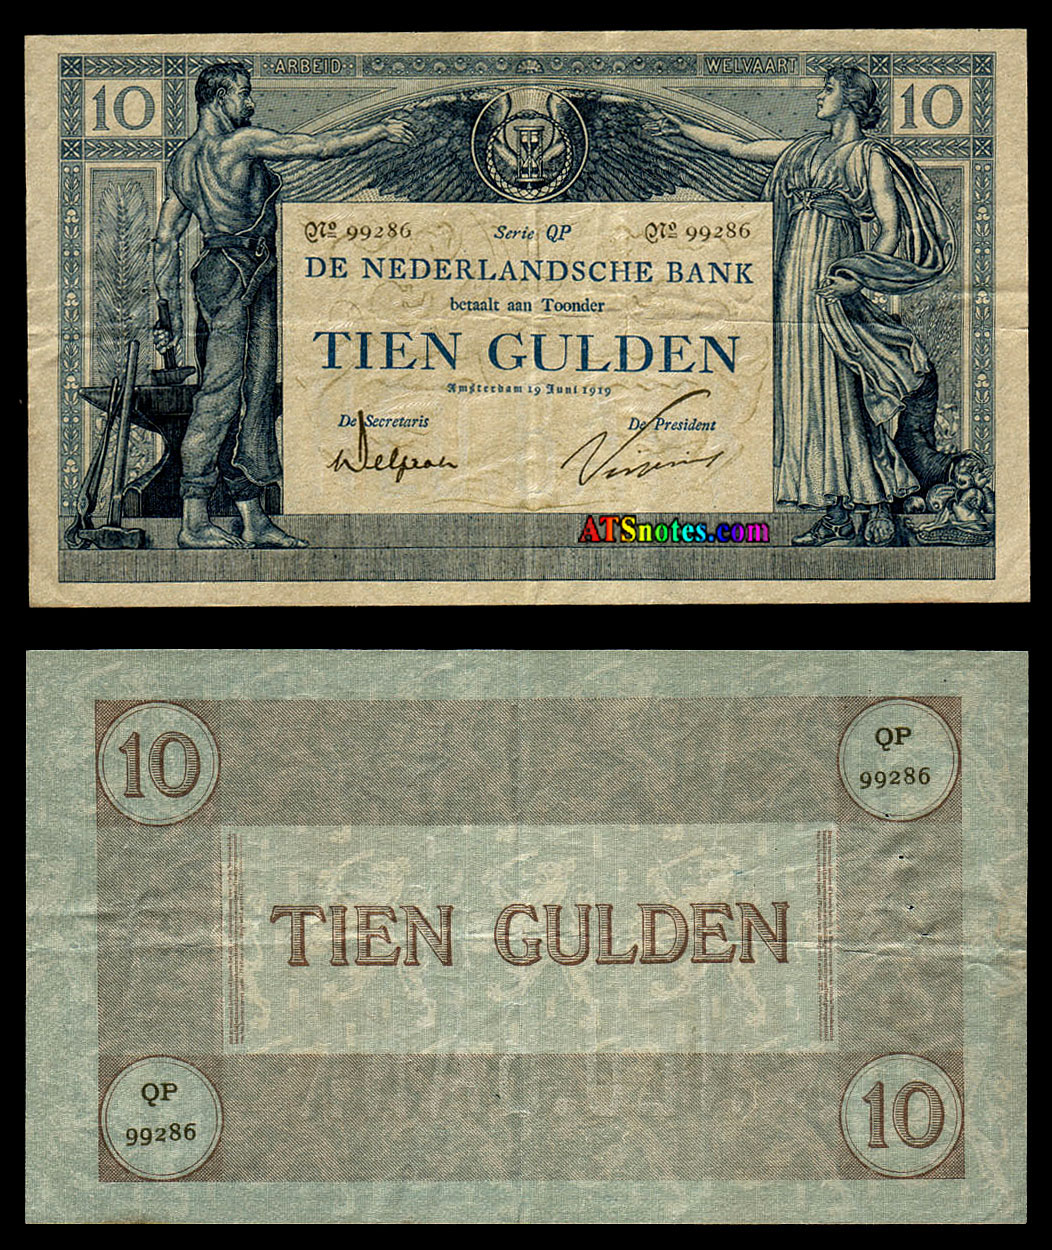 ARBEID
WELVAART
10
10
Nº 99286 Serie QP Nº 99286
DE NEDERLANDSCHE BANK
betaalt aan Toonder
TIEN GULDEN
Amsterdam 19 Juni 1919
De Secretaris De President
ATSnotes.com
10
QP
99286
TIEN GULDEN
QP
99286
10